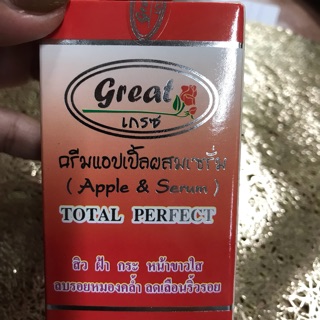 Great
เกรซ
ครีมแอปเปิ้ลผสมเซรั่ม
( Apple & Serum )
TOTAL PERFECT
สิว ฝ้า กระ หน้าขาวใส
ลบรอยหมองคล้ำ ลดเลือนริ้วรอย